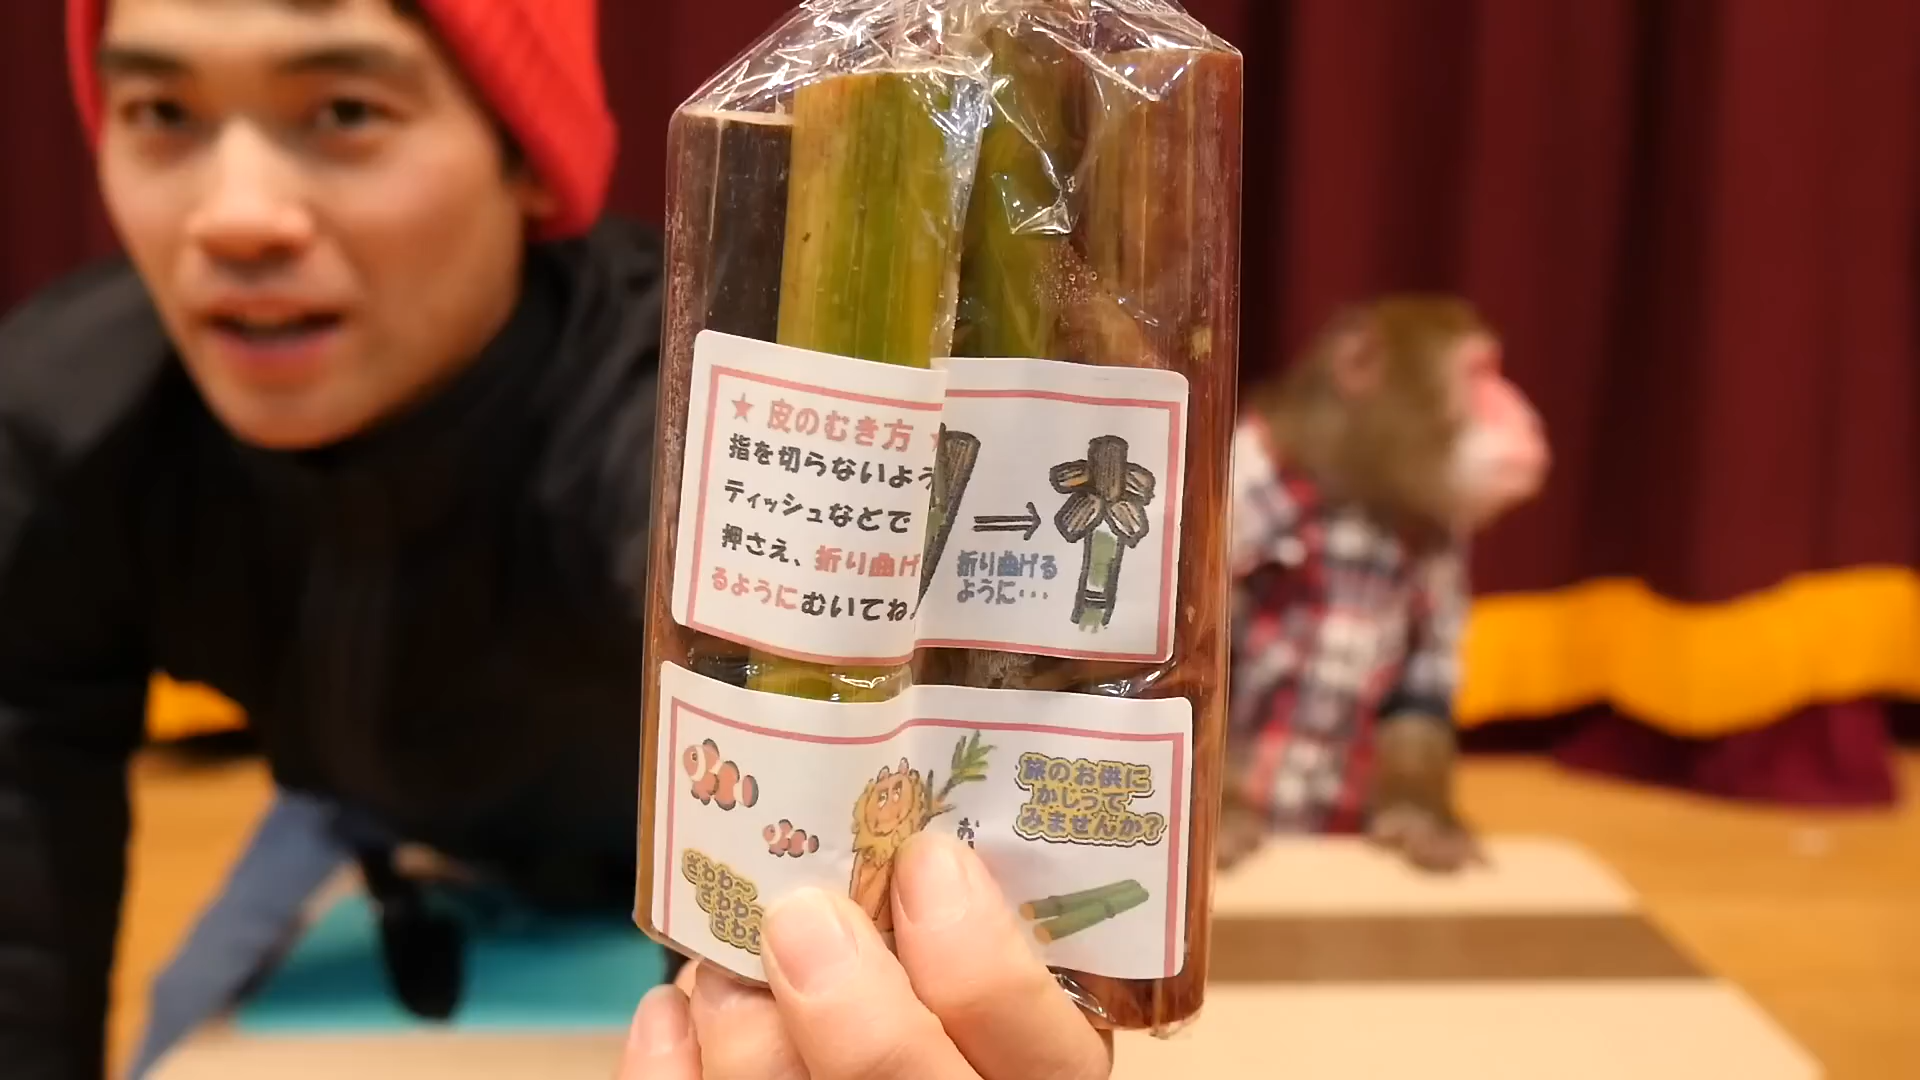 ★ 皮のむき方
指を切らないよう
ティッシュなどで
押さえ、折り曲げ
るようにむいてね♪
折り曲げる
ように・・・
旅のお供に
かじって
みませんか?
ざわわ~
ざわわ~
ざわわ